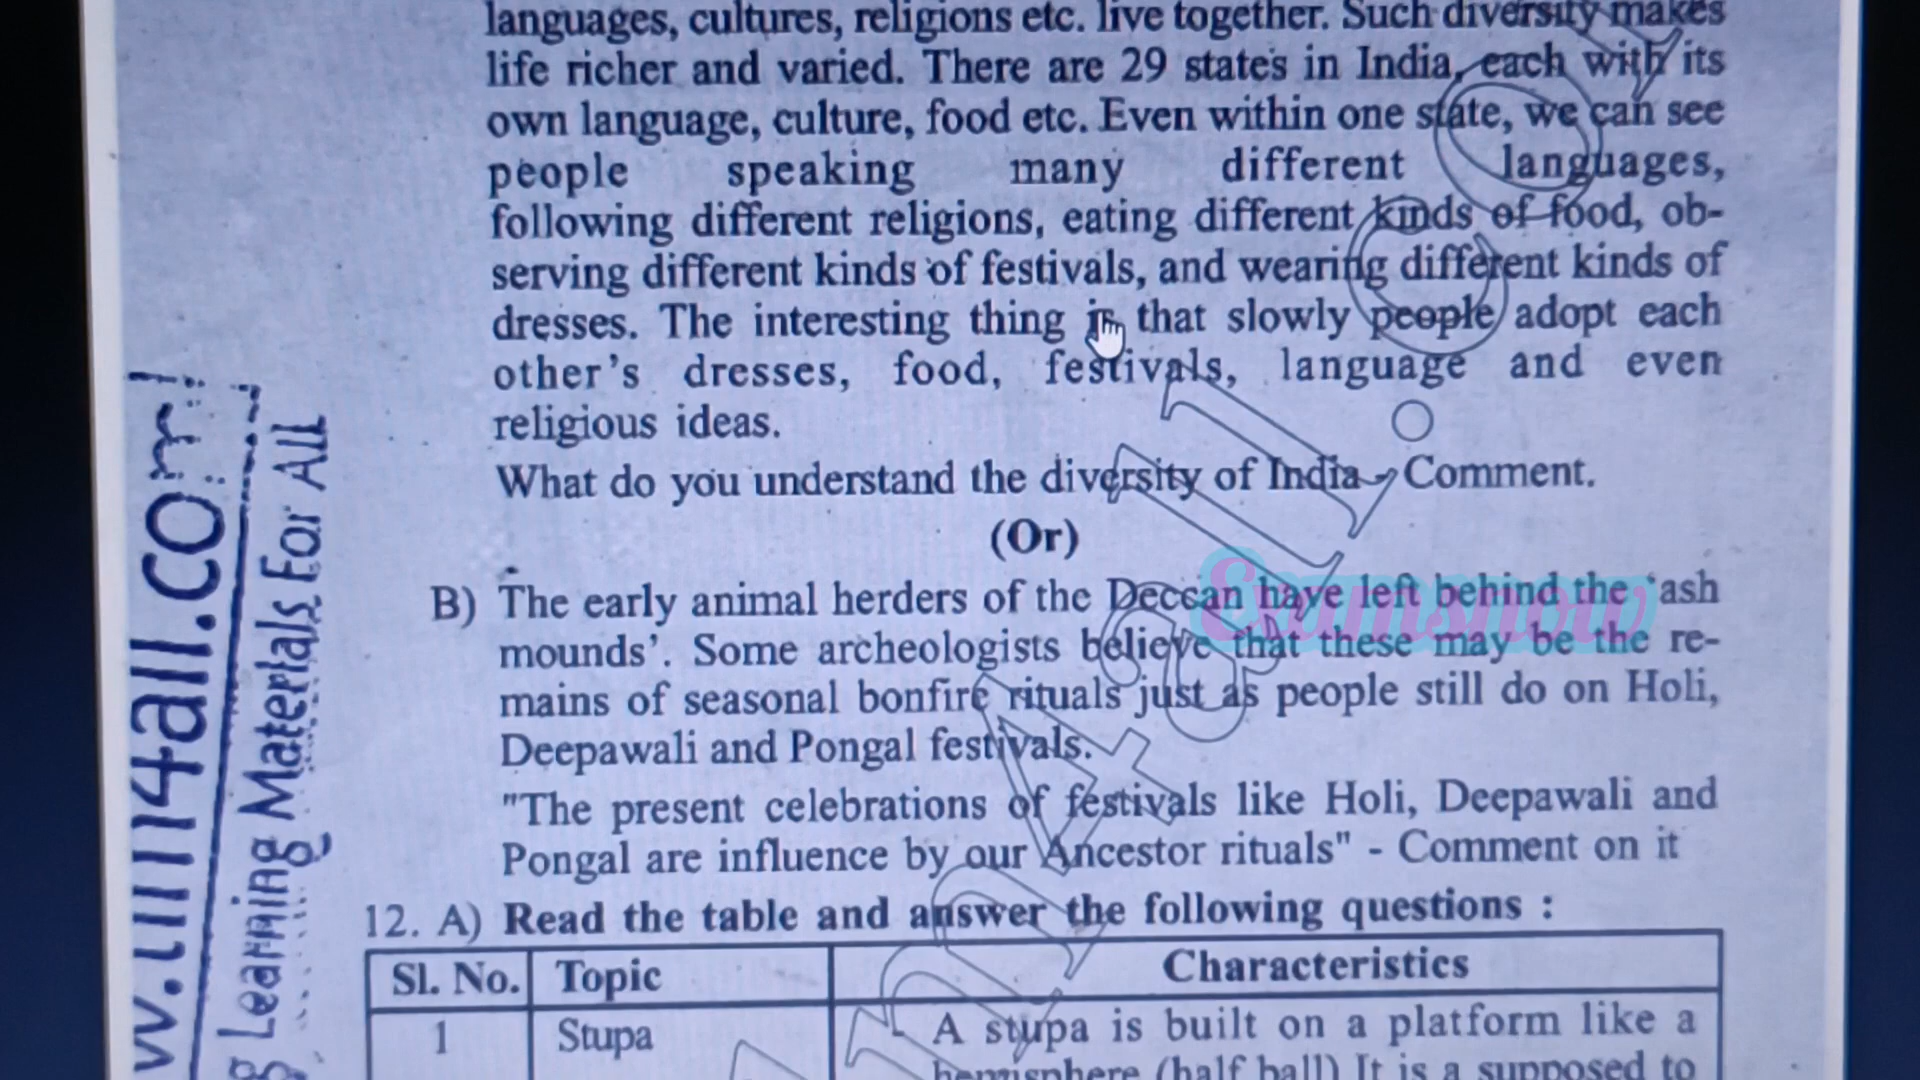 languages, cultures, religions etc. live together. Such diversity makes
life richer and varied. There are 29 states in India, each with its
own language, culture, food etc. Even within one state, we can see
people speaking many different languages,
following different religions, eating different kinds of food, ob-
serving different kinds of festivals, and wearing different kinds of
dresses. The interesting thing is that slowly people adopt each
other's dresses, food, festivals, language and even
religious ideas.
What do you understand the diversity of India - Comment.
(Or)
B) The early animal herders of the Deccan have left behind the 'ash
mounds'. Some archeologists believe that these may be the re-
mains of seasonal bonfire rituals just as people still do on Holi,
Deepawali and Pongal festivals.
"The present celebrations of festivals like Holi, Deepawali and
Pongal are influence by our Ancestor rituals" - Comment on it
12. A) Read the table and answer the following questions :
Sl. No. Topic Characteristics
1 Stupa A stupa is built on a platform like a
hemisphere (half ball) It is a supposed to
Examsnow
Learning Materials For All